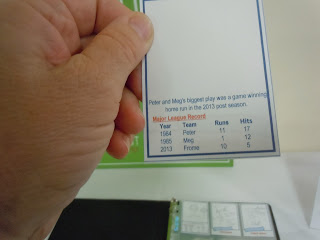 Peter and Meg's biggest play was a game winning
home run in the 2013 post season.
Major League Record
Year Team Runs Hits
1984 Peter 11 17
1985 Meg 1 12
2013 Fmone 10 5